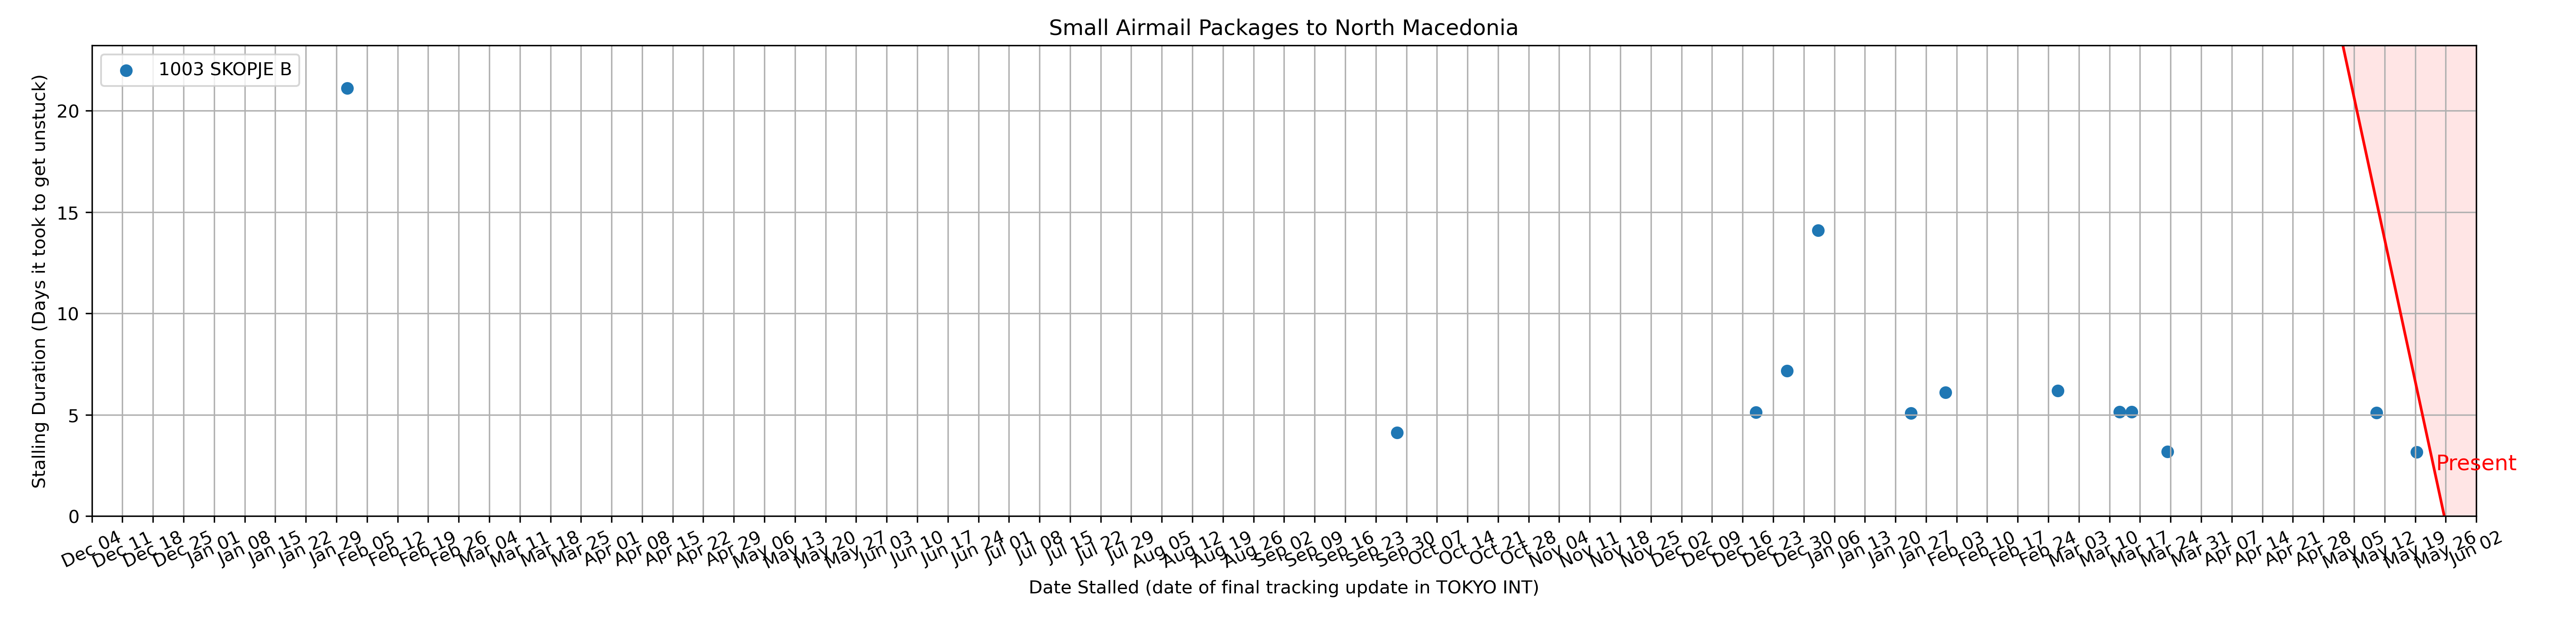 Small Airmail Packages to North Macedonia
1003 SKOPJE B
Stalling Duration (Days it took to get unstuck)
20
15
10
5
0
Present
Dec 04
Dec 11
Dec 18
Dec 25
Jan 01
Jan 08
Jan 15
Jan 22
Jan 29
Feb 05
Feb 12
Feb 19
Feb 26
Mar 04
Mar 11
Mar 18
Mar 25
Apr 01
Apr 08
Apr 15
Apr 22
Apr 29
May 06
May 13
May 20
May 27
Jun 03
Jun 10
Jun 17
Jun 24
Jul 01
Jul 08
Jul 15
Jul 22
Jul 29
Aug 05
Aug 12
Aug 19
Aug 26
Sep 02
Sep 09
Sep 16
Sep 23
Sep 30
Oct 07
Oct 14
Oct 21
Oct 28
Nov 04
Nov 11
Nov 18
Nov 25
Dec 02
Dec 09
Dec 16
Dec 23
Dec 30
Jan 06
Jan 13
Jan 20
Jan 27
Feb 03
Feb 10
Feb 17
Feb 24
Mar 03
Mar 10
Mar 17
Mar 24
Mar 31
Apr 07
Apr 14
Apr 21
Apr 28
May 05
May 12
May 19
May 26
Jun 02
Date Stalled (date of final tracking update in TOKYO INT)